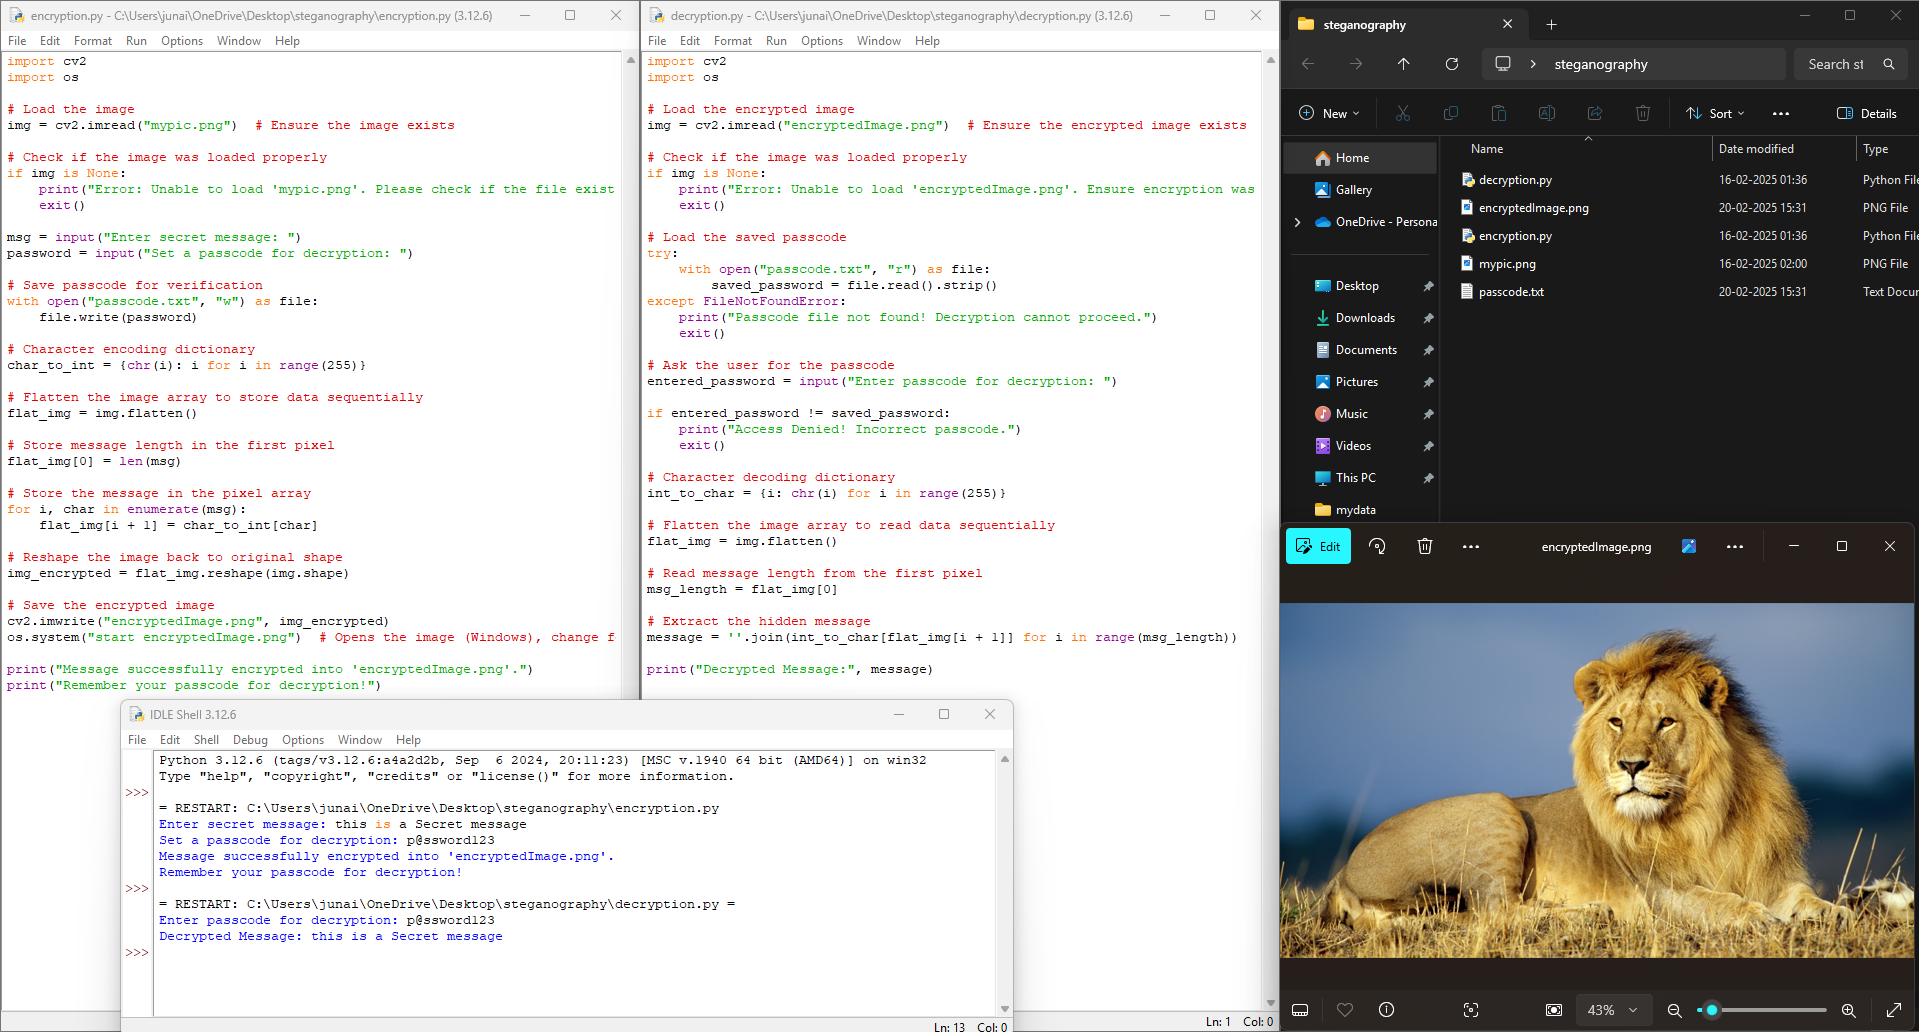 encryption.py - C:\Users\junai\OneDrive\Desktop\steganography\encryption.py (3.12.6)
File Edit Format Run Options Window Help
import cv2
import os
# Load the image
img = cv2.imread("mypic.png")  # Ensure the image exists
# Check if the image was loaded properly
if img is None:
    print("Error: Unable to load 'mypic.png'. Please check if the file exist
    exit()
msg = input("Enter secret message: ")
password = input("Set a passcode for decryption: ")
# Save passcode for verification
with open("passcode.txt", "w") as file:
    file.write(password)
# Character encoding dictionary
char_to_int = {chr(i): i for i in range(255)}
# Flatten the image array to store data sequentially
flat_img = img.flatten()
# Store message length in the first pixel
flat_img[0] = len(msg)
# Store the message in the pixel array
for i, char in enumerate(msg):
    flat_img[i + 1] = char_to_int[char]
# Reshape the image back to original shape
img_encrypted = flat_img.reshape(img.shape)
# Save the encrypted image
cv2.imwrite("encryptedImage.png", img_encrypted)
os.system("start encryptedImage.png")  # Opens the image (Windows), change f
print("Message successfully encrypted into 'encryptedImage.png'.")
print("Remember your passcode for decryption!")
decryption.py - C:\Users\junai\OneDrive\Desktop\steganography\decryption.py (3.12.6)
File Edit Format Run Options Window Help
import cv2
import os
# Load the encrypted image
img = cv2.imread("encryptedImage.png")  # Ensure the encrypted image exists
# Check if the image was loaded properly
if img is None:
    print("Error: Unable to load 'encryptedImage.png'. Ensure encryption was
    exit()
# Load the saved passcode
try:
    with open("passcode.txt", "r") as file:
        saved_password = file.read().strip()
except FileNotFoundError:
    print("Passcode file not found! Decryption cannot proceed.")
    exit()
# Ask the user for the passcode
entered_password = input("Enter passcode for decryption: ")
if entered_password != saved_password:
    print("Access Denied! Incorrect passcode.")
    exit()
# Character decoding dictionary
int_to_char = {i: chr(i) for i in range(255)}
# Flatten the image array to read data sequentially
flat_img = img.flatten()
# Read message length from the first pixel
msg_length = flat_img[0]
# Extract the hidden message
message = ''.join(int_to_char[flat_img[i + 1]] for i in range(msg_length))
print("Decrypted Message:", message)
Ln: 1 Col: 0
IDLE Shell 3.12.6
File Edit Shell Debug Options Window Help
Python 3.12.6 (tags/v3.12.6:a4a2d2b, Sep  6 2024, 20:11:23) [MSC v.1940 64 bit (AMD64)] on win32
Type "help", "copyright", "credits" or "license()" for more information.
>>>
= RESTART: C:\Users\junai\OneDrive\Desktop\steganography\encryption.py
Enter secret message: this is a Secret message
Set a passcode for decryption: p@ssword123
Message successfully encrypted into 'encryptedImage.png'.
Remember your passcode for decryption!
>>>
= RESTART: C:\Users\junai\OneDrive\Desktop\steganography\decryption.py =
Enter passcode for decryption: p@ssword123
Decrypted Message: this is a Secret message
>>>
Ln: 13 Col: 0
steganography
steganography
Search st
New Sort Details
Name Date modified Type
decryption.py 16-02-2025 01:36 Python File
encryptedImage.png 20-02-2025 15:31 PNG File
encryption.py 16-02-2025 01:36 Python File
mypic.png 16-02-2025 02:00 PNG File
passcode.txt 20-02-2025 15:31 Text Docur
Home
Gallery
OneDrive - Persona
Desktop
Downloads
Documents
Pictures
Music
Videos
This PC
mydata
Edit
encryptedImage.png
43%